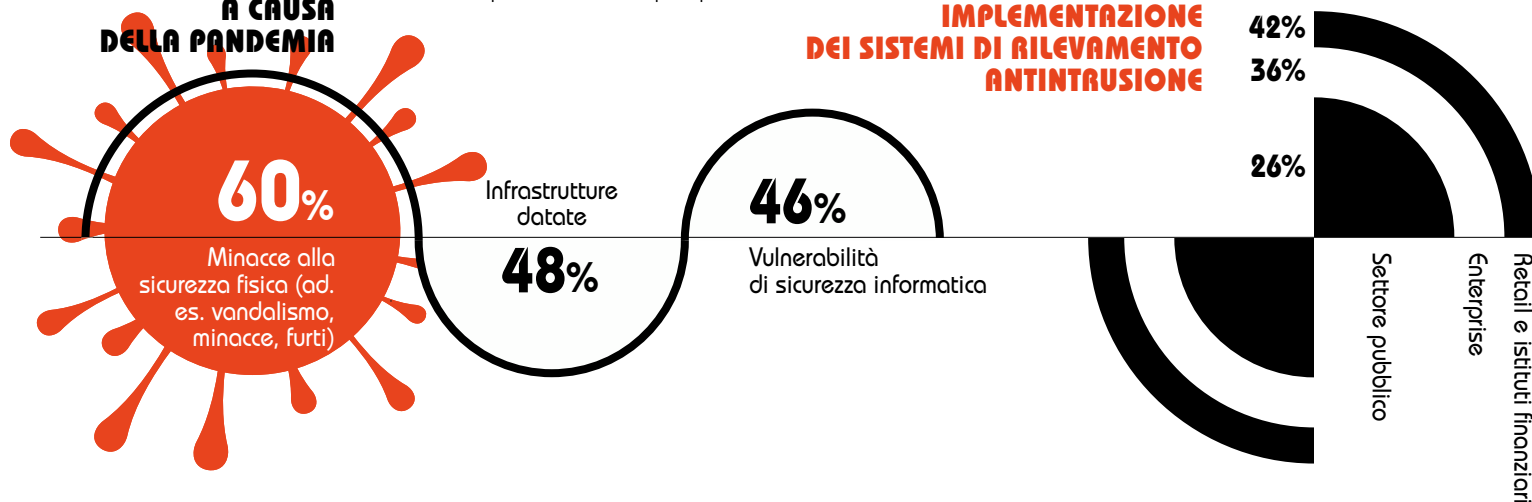 A CAUSA
DELLA PANDEMIA
60%
Minacce alla
sicurezza fisica (ad.
es. vandalismo,
minacce, furti)
Infrastrutture
datate
48%
46%
Vulnerabilità
di sicurezza informatica
IMPLEMENTAZIONE
DEI SISTEMI DI RILEVAMENTO
ANTINTRUSIONE
42%
36%
26%
Settore pubblico
Enterprise
Retail e istituti finanziari